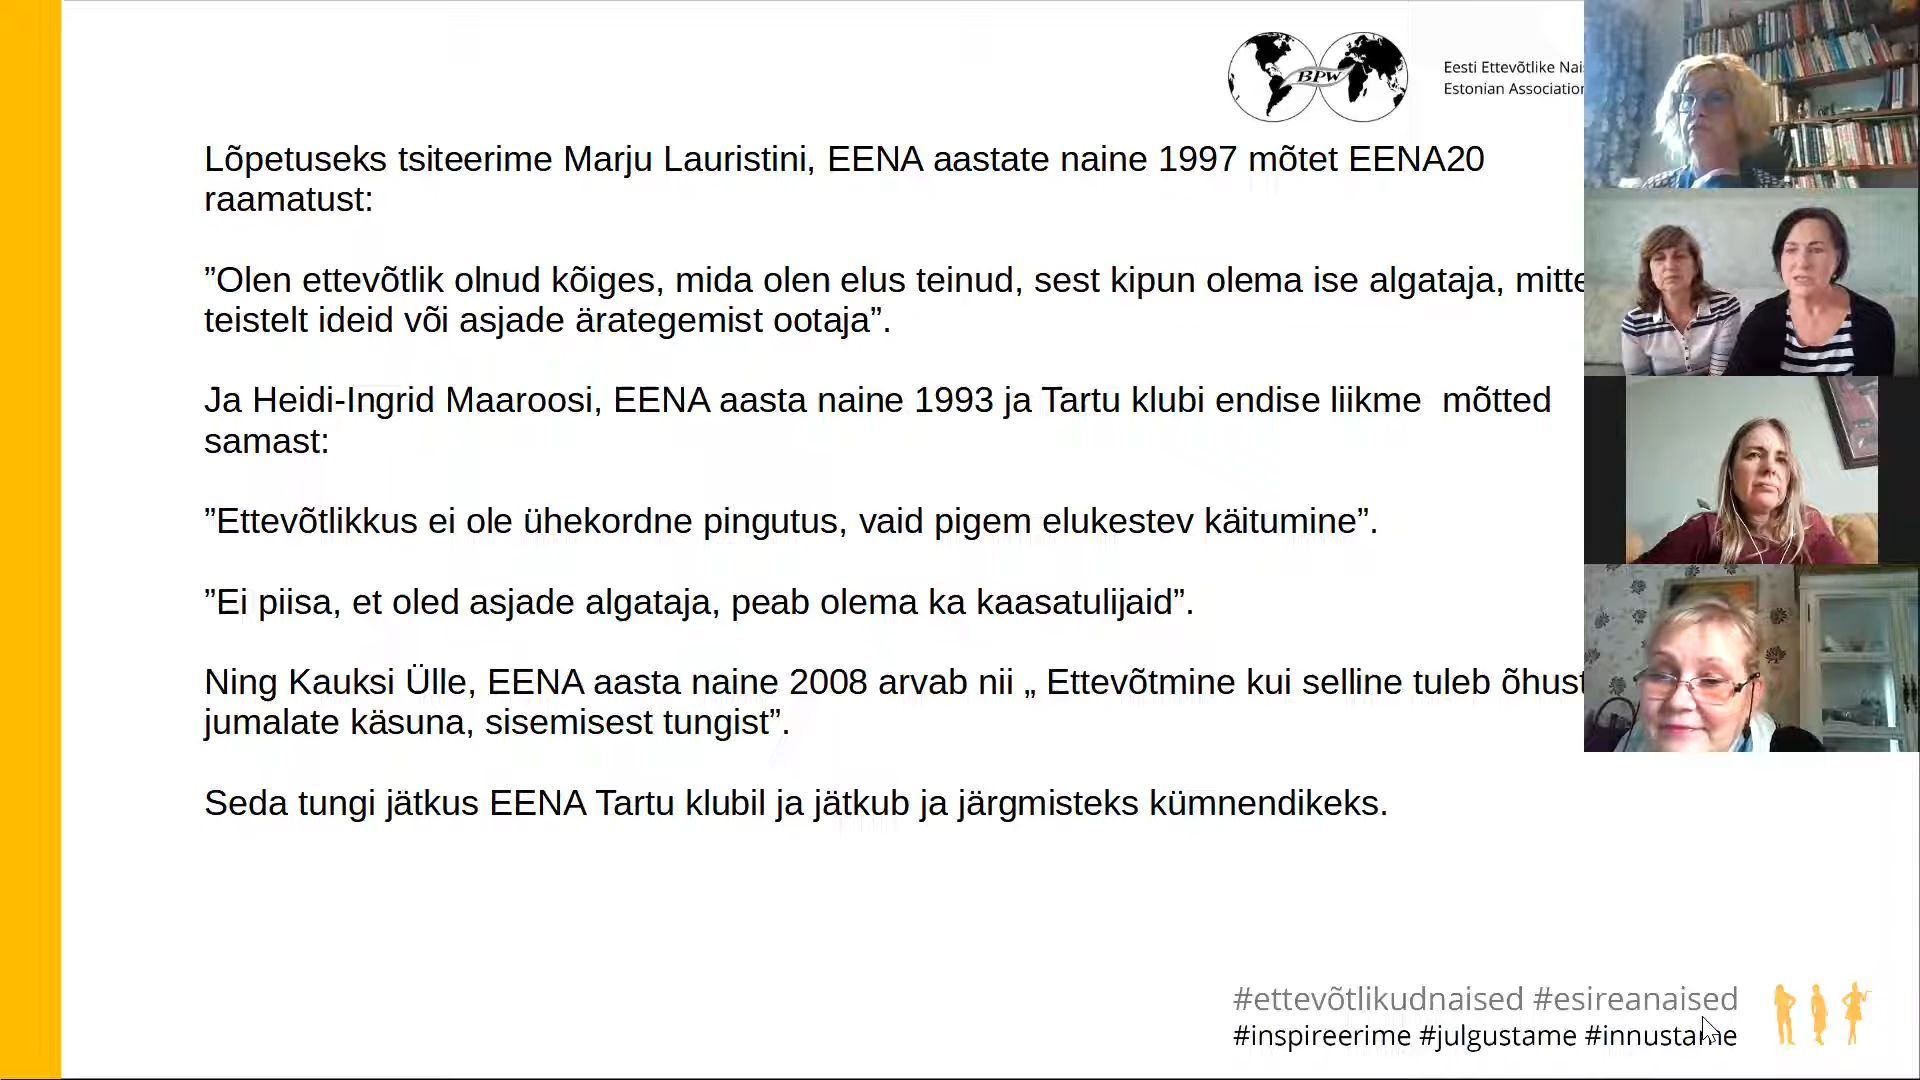 BPW
Eesti Ettevõtlike
Estonian
Lõpetuseks tsiteerime Marju Lauristini, EENA aastate naine 1997 mõtet EENA20
raamatust:
”Olen ettevõtlik olnud kõiges, mida olen elus teinud, sest kipun olema ise algataja, mitte
teistelt ideid või asjade ärategemist ootaja”.
Ja Heidi-Ingrid Maaroosi, EENA aasta naine 1993 ja Tartu klubi endise liikme  mõtted
samast:
”Ettevõtlikkus ei ole ühekordne pingutus, vaid pigem elukestev käitumine”.
”Ei piisa, et oled asjade algataja, peab olema ka kaasatulijaid”.
Ning Kauksi Ülle, EENA aasta naine 2008 arvab nii „ Ettevõtmine kui selline tuleb õhust
jumalate käsuna, sisemisest tungist”.
Seda tungi jätkus EENA Tartu klubil ja jätkub ja järgmisteks kümnendikeks.
#ettevõtlikudnaised #esireanaised
#inspireerime #julgustame #innustame